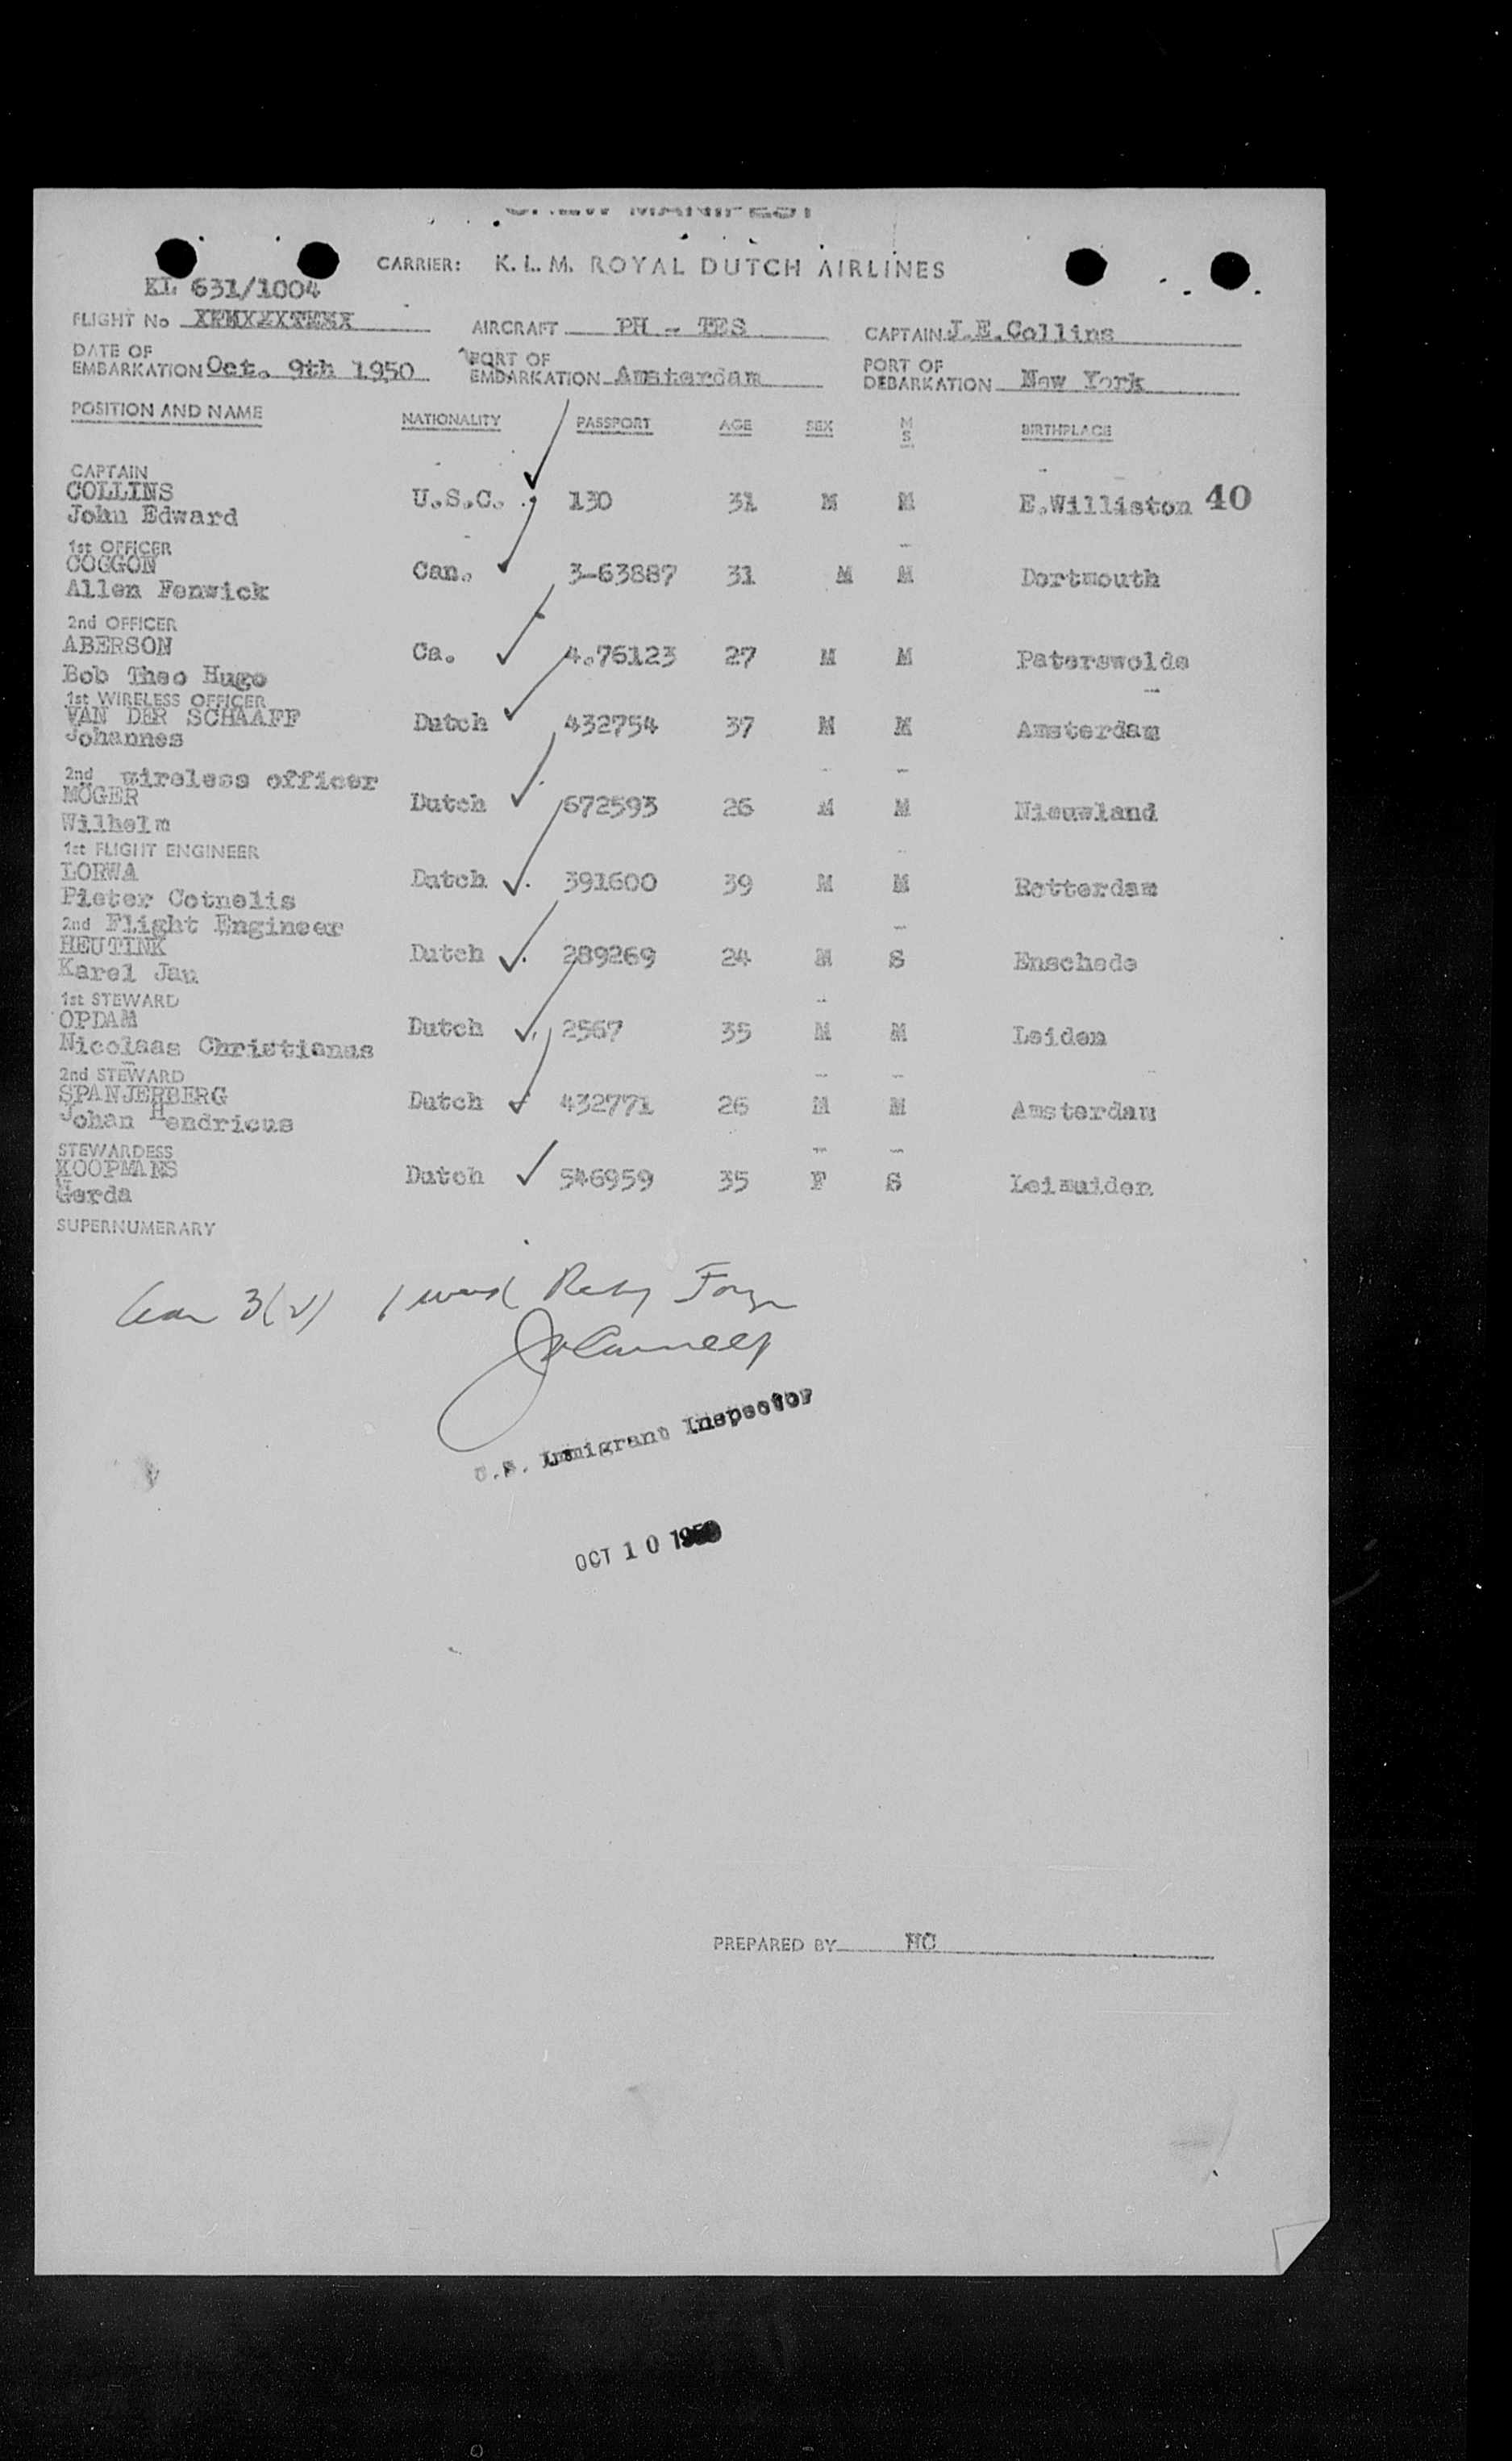 CREW MANIFEST
CARRIER: K. L. M. ROYAL DUTCH AIRLINES
KL 631/1004
FLIGHT No AIRCRAFT PH - TES CAPTAIN J.E.Collins
DATE OF EMBARKATION Oct. 9th 1950 PORT OF EMBARKATION Amsterdam PORT OF DEBARKATION New York
POSITION AND NAME NATIONALITY PASSPORT AGE SEX M S BIRTHPLACE
CAPTAIN
COLLINS U.S.C. 130 31 M M E.Williston 40
John Edward
1st OFFICER
COGGON Can. 3-63887 31 M M Dortmouth
Allen Fenwick
2nd OFFICER
ABERSON Ca. 4.76123 27 M M Paterswolde
Bob Theo Hugo
1st WIRELESS OFFICER
VAN DER SCHAAFF Dutch 432754 37 M M Amsterdam
Johannes
2nd wireless officer
MÖGER Dutch 672593 26 M M Nieuwland
Wilhelm
1st FLIGHT ENGINEER
LORWA Dutch 391600 39 M M Rotterdam
Pieter Cotnelis
2nd Flight Engineer
HEUTINK Dutch 289269 24 M S Enschede
Karel Jan
1st STEWARD
OPDAM Dutch 2567 35 M M Leiden
Nicolaas Christianus
2nd STEWARD
SPANJERBERG Dutch 432771 26 M M Amsterdam
Johan Hendricus
STEWARDESS
KOOPMANS Dutch 546959 35 F S Leimuiden
Gerda
SUPERNUMERARY
3(2)
U.S. Immigrant Inspector
OCT 10 1950
PREPARED BY HC